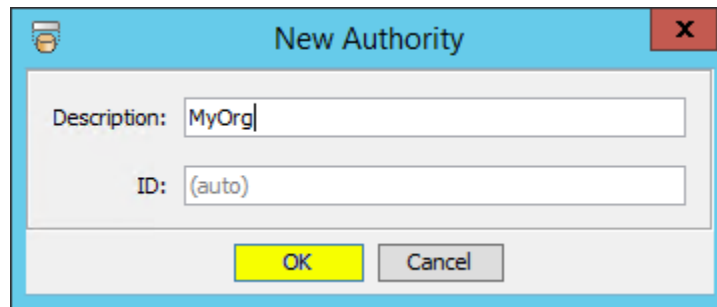 New Authority
x
Description: MyOrg
ID: (auto)
OK Cancel